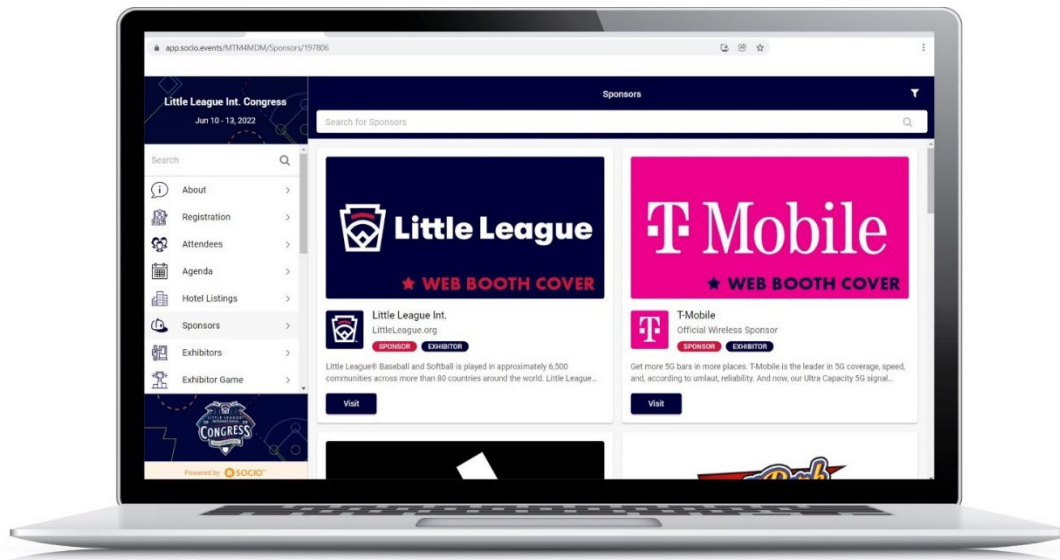 app.socio.events/MTM4MDM/Sponsors/197806
Little League Int. Congress
Jun 10 - 13, 2022
Search
About
Registration
Attendees
Agenda
Hotel Listings
Sponsors
Exhibitors
Exhibitor Game
LITTLE LEAGUE
INTERNATIONAL
CONGRESS
Powered by SOCIO
Sponsors
Search for Sponsors
Little League
★ WEB BOOTH COVER
Little League Int.
LittleLeague.org
SPONSOR EXHIBITOR
Little League® Baseball and Softball is played in approximately 6,500
communities across more than 80 countries around the world. Little League...
Visit
T Mobile
★ WEB BOOTH COVER
T
T-Mobile
Official Wireless Sponsor
SPONSOR EXHIBITOR
Get more 5G bars in more places. T-Mobile is the leader in 5G coverage, speed,
and, according to umlaut, reliability. And now, our Ultra Capacity 5G signal...
Visit